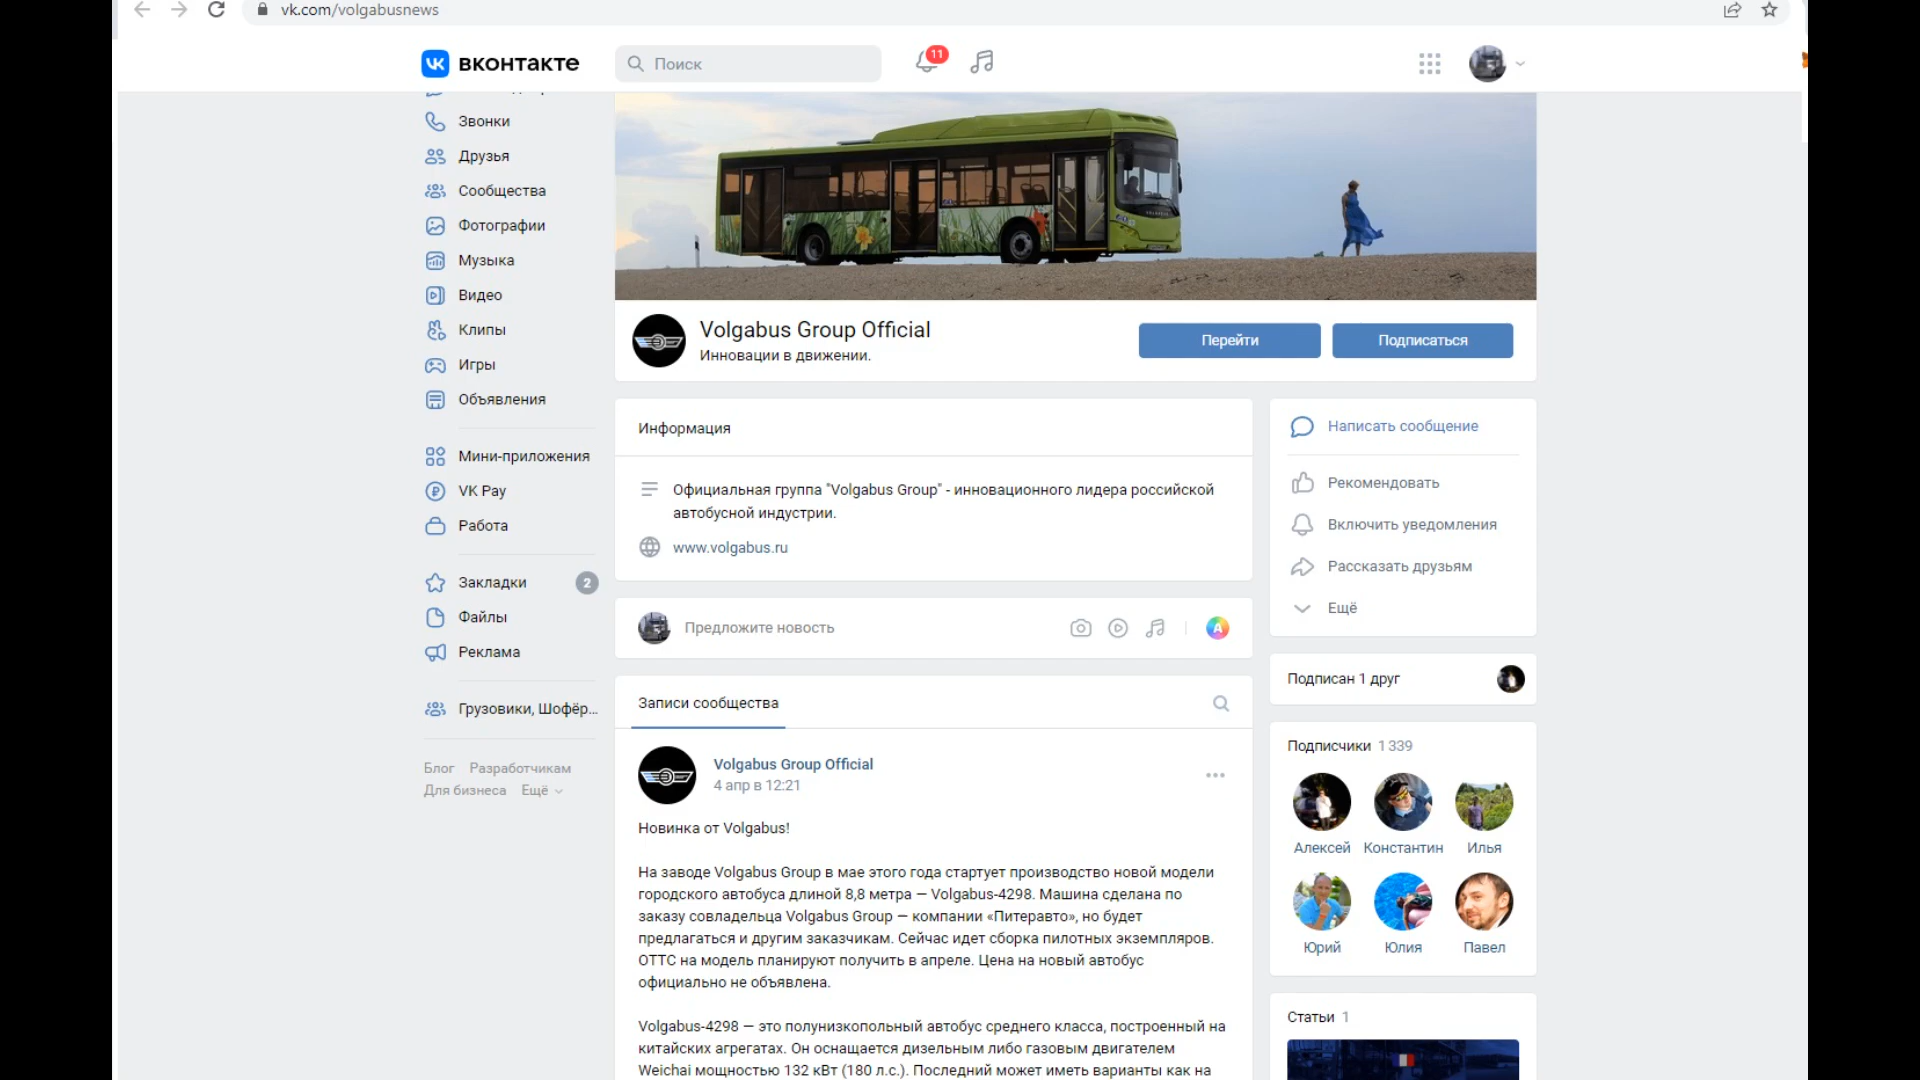 vk.com/volgabusnews
вконтакте
Поиск
11
Звонки
Друзья
Сообщества
Фотографии
Музыка
Видео
Клипы
Игры
Объявления
Мини-приложения
VK Pay
Работа
Закладки
2
Файлы
Реклама
Грузовики, Шофёр...
Блог Разработчикам
Для бизнеса Ещё
Volgabus Group Official
Инновации в движении.
Перейти
Подписаться
Информация
Официальная группа "Volgabus Group" - инновационного лидера российской
автобусной индустрии.
www.volgabus.ru
Предложите новость
Записи сообщества
Volgabus Group Official
4 апр в 12:21
Новинка от Volgabus!
На заводе Volgabus Group в мае этого года стартует производство новой модели
городского автобуса длиной 8,8 метра — Volgabus-4298. Машина сделана по
заказу совладельца Volgabus Group — компании «Питеравто», но будет
предлагаться и другим заказчикам. Сейчас идет сборка пилотных экземпляров.
ОТТС на модель планируют получить в апреле. Цена на новый автобус
официально не объявлена.
Volgabus-4298 — это полунизкопольный автобус среднего класса, построенный на
китайских агрегатах. Он оснащается дизельным либо газовым двигателем
Weichai мощностью 132 кВт (180 л.с.). Последний может иметь варианты как на
Написать сообщение
Рекомендовать
Включить уведомления
Рассказать друзьям
Ещё
Подписан 1 друг
Подписчики 1 339
Алексей Константин Илья
Юрий Юлия Павел
Статьи 1